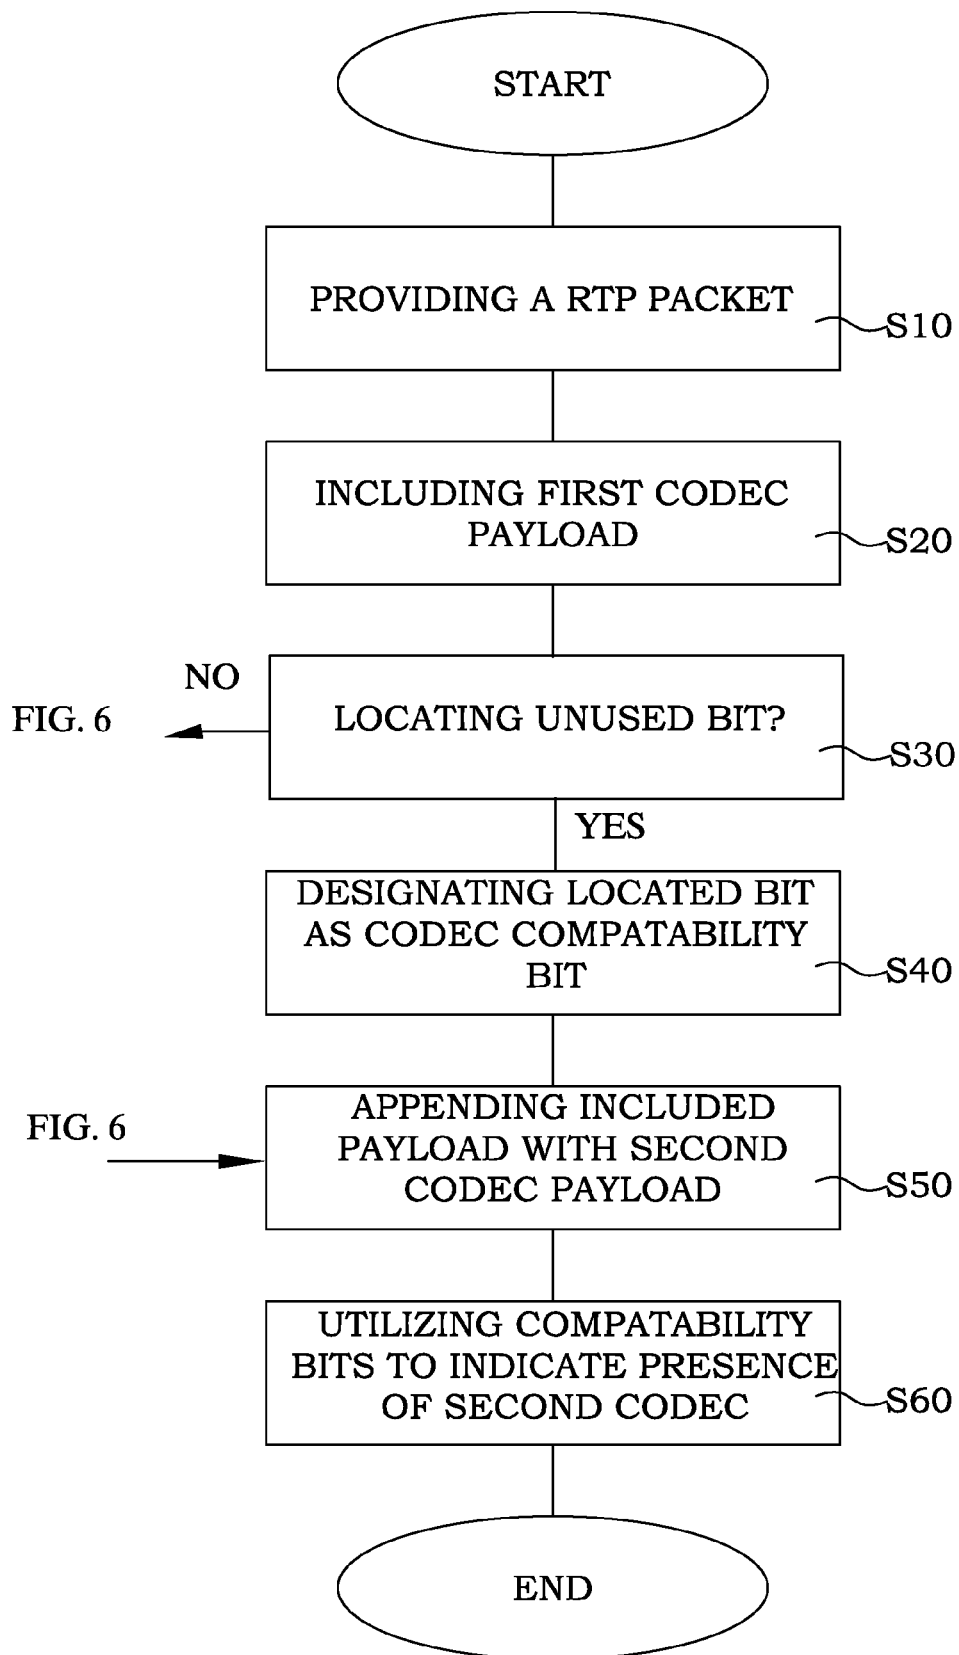 START
PROVIDING A RTP PACKET
S10
INCLUDING FIRST CODEC
PAYLOAD
S20
NO
FIG. 6
LOCATING UNUSED BIT?
S30
YES
DESIGNATING LOCATED BIT
AS CODEC COMPATABILITY
BIT
S40
FIG. 6
APPENDING INCLUDED
PAYLOAD WITH SECOND
CODEC PAYLOAD
S50
UTILIZING COMPATABILITY
BITS TO INDICATE PRESENCE
OF SECOND CODEC
S60
END